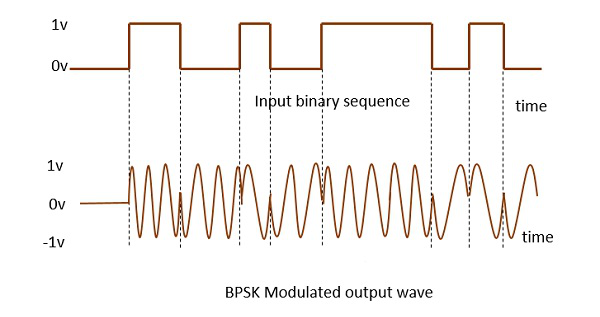 1v
0v
Input binary sequence
time
1v
0v
-1v
time
BPSK Modulated output wave